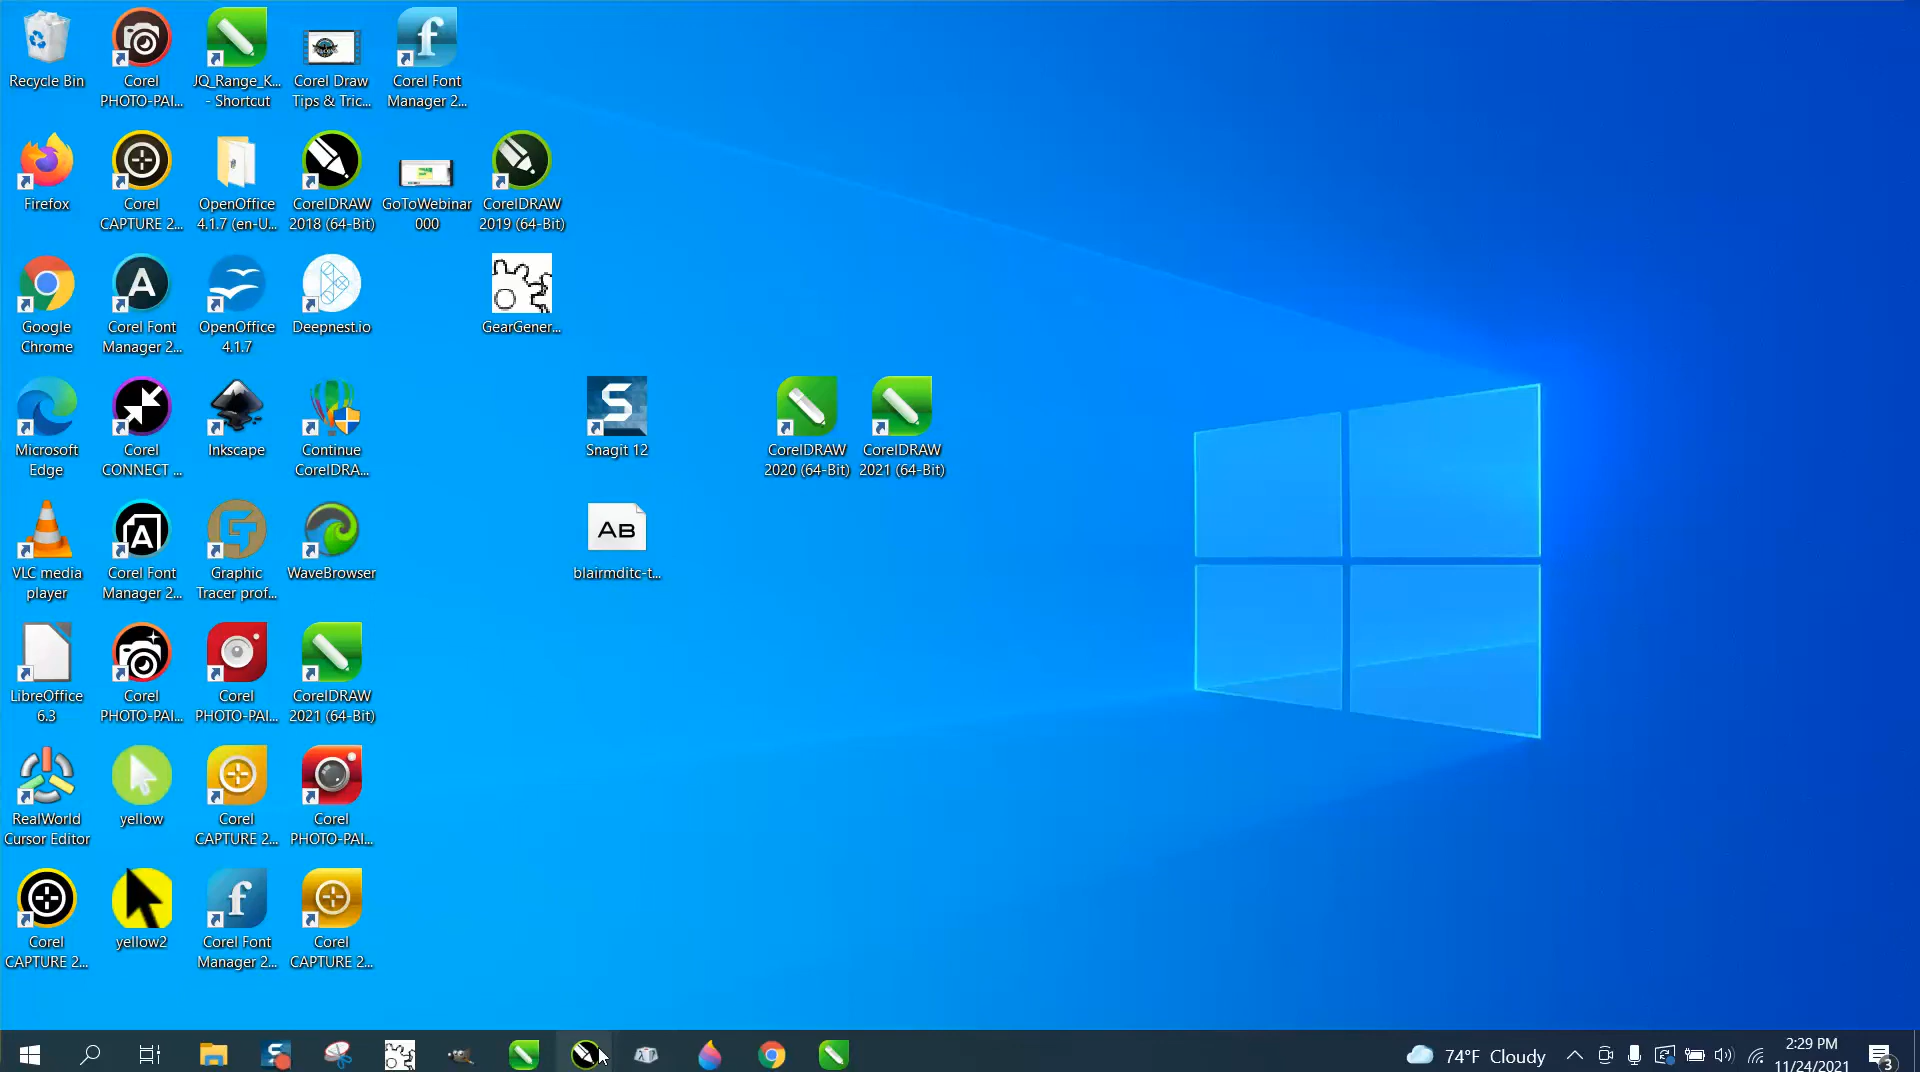 Recycle Bin
Corel
PHOTO-PAI...
JQ_Range_K...
- Shortcut
Corel Draw
Tips & Tric...
Corel Font
Manager 2...
Firefox
Corel
CAPTURE 2...
OpenOffice
4.1.7 (en-U...
CorelDRAW
2018 (64-Bit)
GoToWebinar
000
CorelDRAW
2019 (64-Bit)
Google
Chrome
Corel Font
Manager 2...
OpenOffice
4.1.7
Deepnest.io
GearGener...
Microsoft
Edge
Corel
CONNECT ...
Inkscape
Continue
CorelDRA...
Snagit 12
CorelDRAW
2020 (64-Bit)
CorelDRAW
2021 (64-Bit)
VLC media
player
Corel Font
Manager 2...
Graphic
Tracer prof...
WaveBrowser
AB
blairmditc-t...
LibreOffice
6.3
Corel
PHOTO-PAI...
Corel
PHOTO-PAI...
CorelDRAW
2021 (64-Bit)
RealWorld
Cursor Editor
yellow
Corel
CAPTURE 2...
Corel
PHOTO-PAI...
Corel
CAPTURE 2...
yellow2
Corel Font
Manager 2...
Corel
CAPTURE 2...
74°F Cloudy
2:29 PM
11/24/2021
3